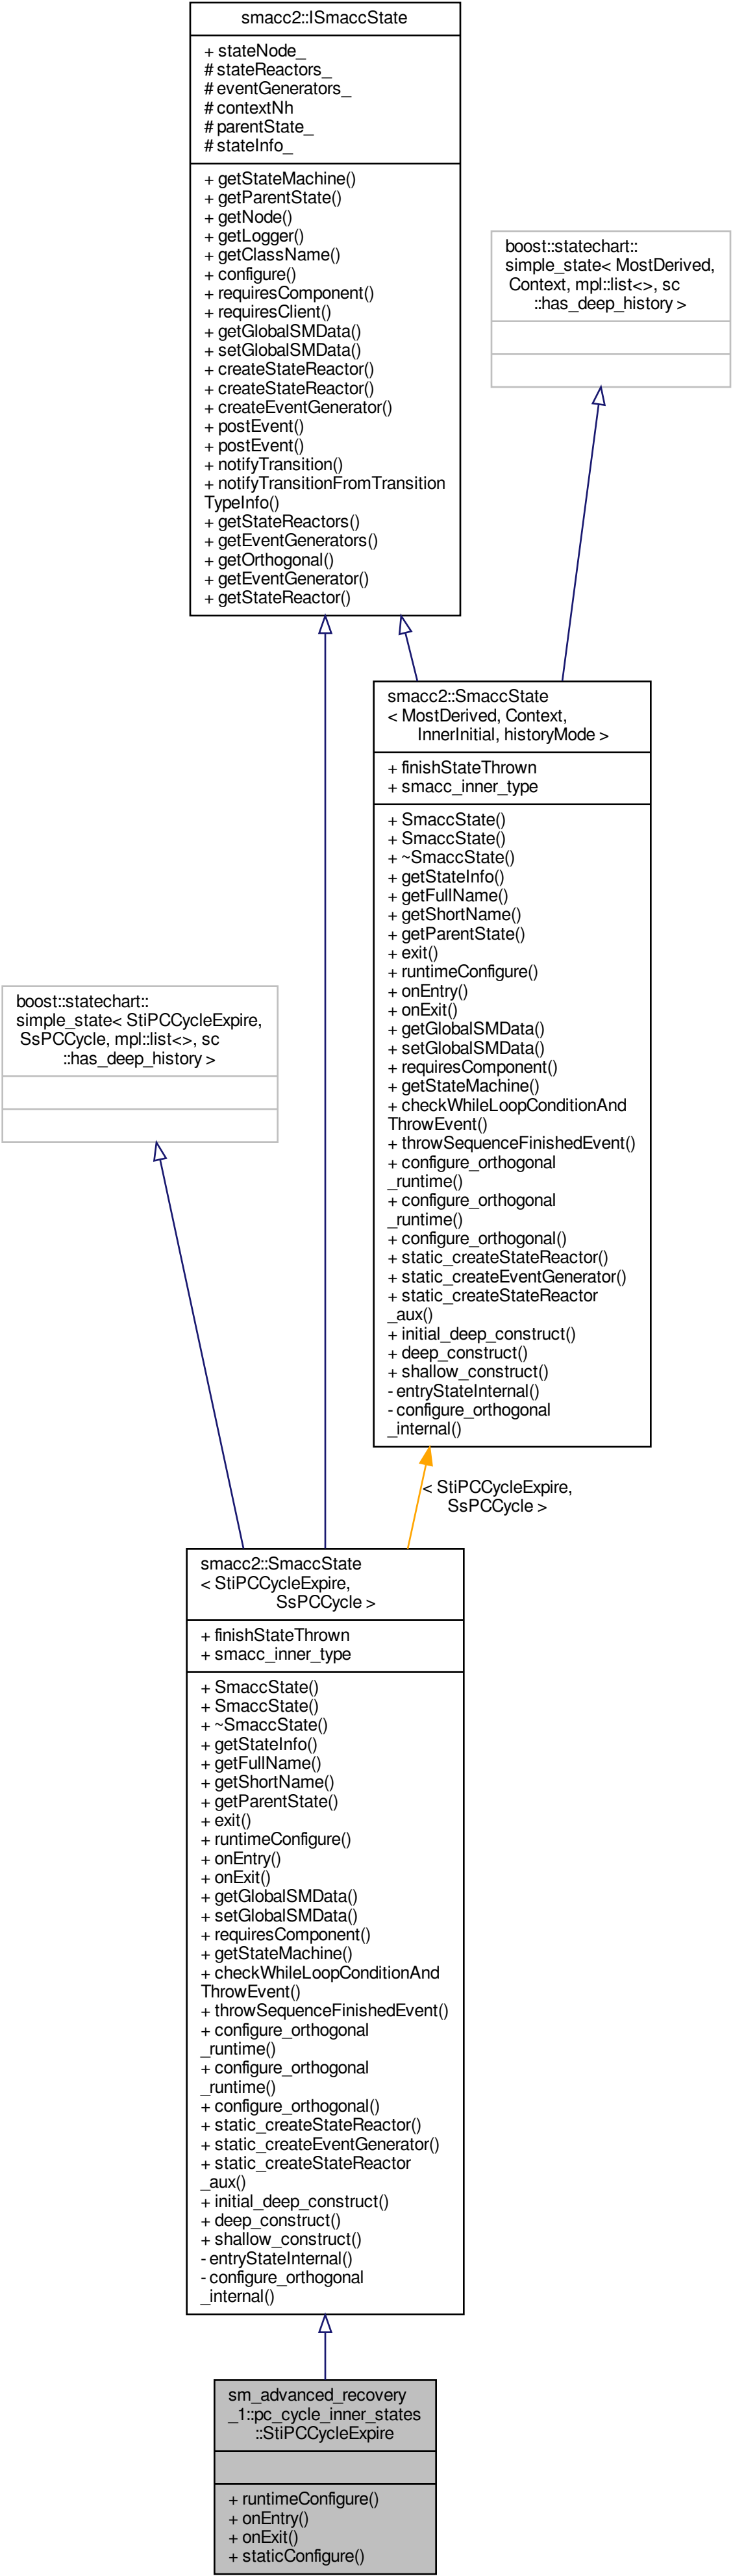 smacc2::ISmaccState
+ stateNode_
# stateReactors_
# eventGenerators_
# contextNh
# parentState_
# stateInfo_
+ getStateMachine()
+ getParentState()
+ getNode()
+ getLogger()
+ getClassName()
+ configure()
+ requiresComponent()
+ requiresClient()
+ getGlobalSMData()
+ setGlobalSMData()
+ createStateReactor()
+ createStateReactor()
+ createEventGenerator()
+ postEvent()
+ postEvent()
+ notifyTransition()
+ notifyTransitionFromTransition
TypeInfo()
+ getStateReactors()
+ getEventGenerators()
+ getOrthogonal()
+ getEventGenerator()
+ getStateReactor()
boost::statechart::
simple_state< MostDerived,
Context, mpl::list<>, sc
::has_deep_history >
smacc2::SmaccState
< MostDerived, Context,
InnerInitial, historyMode >
+ finishStateThrown
+ smacc_inner_type
+ SmaccState()
+ SmaccState()
+ ~SmaccState()
+ getStateInfo()
+ getFullName()
+ getShortName()
+ getParentState()
+ exit()
+ runtimeConfigure()
+ onEntry()
+ onExit()
+ getGlobalSMData()
+ setGlobalSMData()
+ requiresComponent()
+ getStateMachine()
+ checkWhileLoopConditionAnd
ThrowEvent()
+ throwSequenceFinishedEvent()
+ configure_orthogonal
_runtime()
+ configure_orthogonal
_runtime()
+ configure_orthogonal()
+ static_createStateReactor()
+ static_createEventGenerator()
+ static_createStateReactor
_aux()
+ initial_deep_construct()
+ deep_construct()
+ shallow_construct()
- entryStateInternal()
- configure_orthogonal
_internal()
boost::statechart::
simple_state< StiPCCycleExpire,
SsPCCycle, mpl::list<>, sc
::has_deep_history >
< StiPCCycleExpire,
SsPCCycle >
smacc2::SmaccState
< StiPCCycleExpire,
SsPCCycle >
+ finishStateThrown
+ smacc_inner_type
+ SmaccState()
+ SmaccState()
+ ~SmaccState()
+ getStateInfo()
+ getFullName()
+ getShortName()
+ getParentState()
+ exit()
+ runtimeConfigure()
+ onEntry()
+ onExit()
+ getGlobalSMData()
+ setGlobalSMData()
+ requiresComponent()
+ getStateMachine()
+ checkWhileLoopConditionAnd
ThrowEvent()
+ throwSequenceFinishedEvent()
+ configure_orthogonal
_runtime()
+ configure_orthogonal
_runtime()
+ configure_orthogonal()
+ static_createStateReactor()
+ static_createEventGenerator()
+ static_createStateReactor
_aux()
+ initial_deep_construct()
+ deep_construct()
+ shallow_construct()
- entryStateInternal()
- configure_orthogonal
_internal()
sm_advanced_recovery
_1::pc_cycle_inner_states
::StiPCCycleExpire
+ runtimeConfigure()
+ onEntry()
+ onExit()
+ staticConfigure()